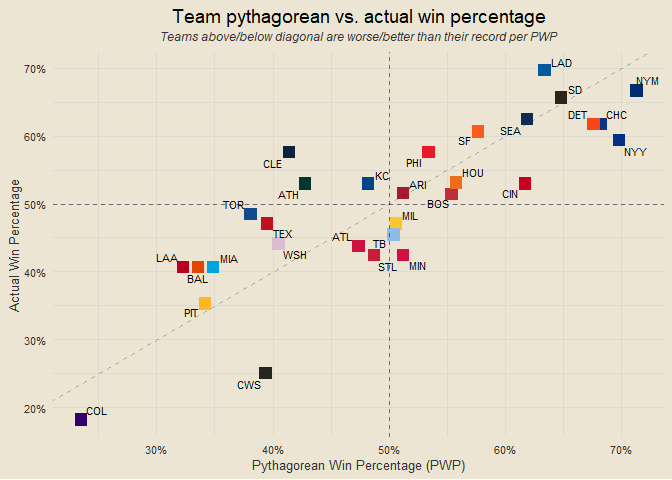 Team pythagorean vs. actual win percentage
Teams above/below diagonal are worse/better than their record per PWP
70%
LAD
NYM
SD
DET
CHC
60%
SEA
SF
NYY
PHI
CLE
KC
HOU
ATH
ARI
CIN
50%
TOR
BOS
MIL
TEX
ATL
TB
WSH
LAA
MIA
STL
MIN
40%
BAL
PIT
30%
CWS
20%
COL
30%
40%
50%
60%
70%
Pythagorean Win Percentage (PWP)
Actual Win Percentage